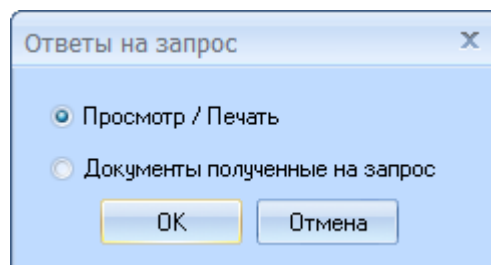 Ответы на запрос
Просмотр / Печать
Документы полученные на запрос
OK Отмена